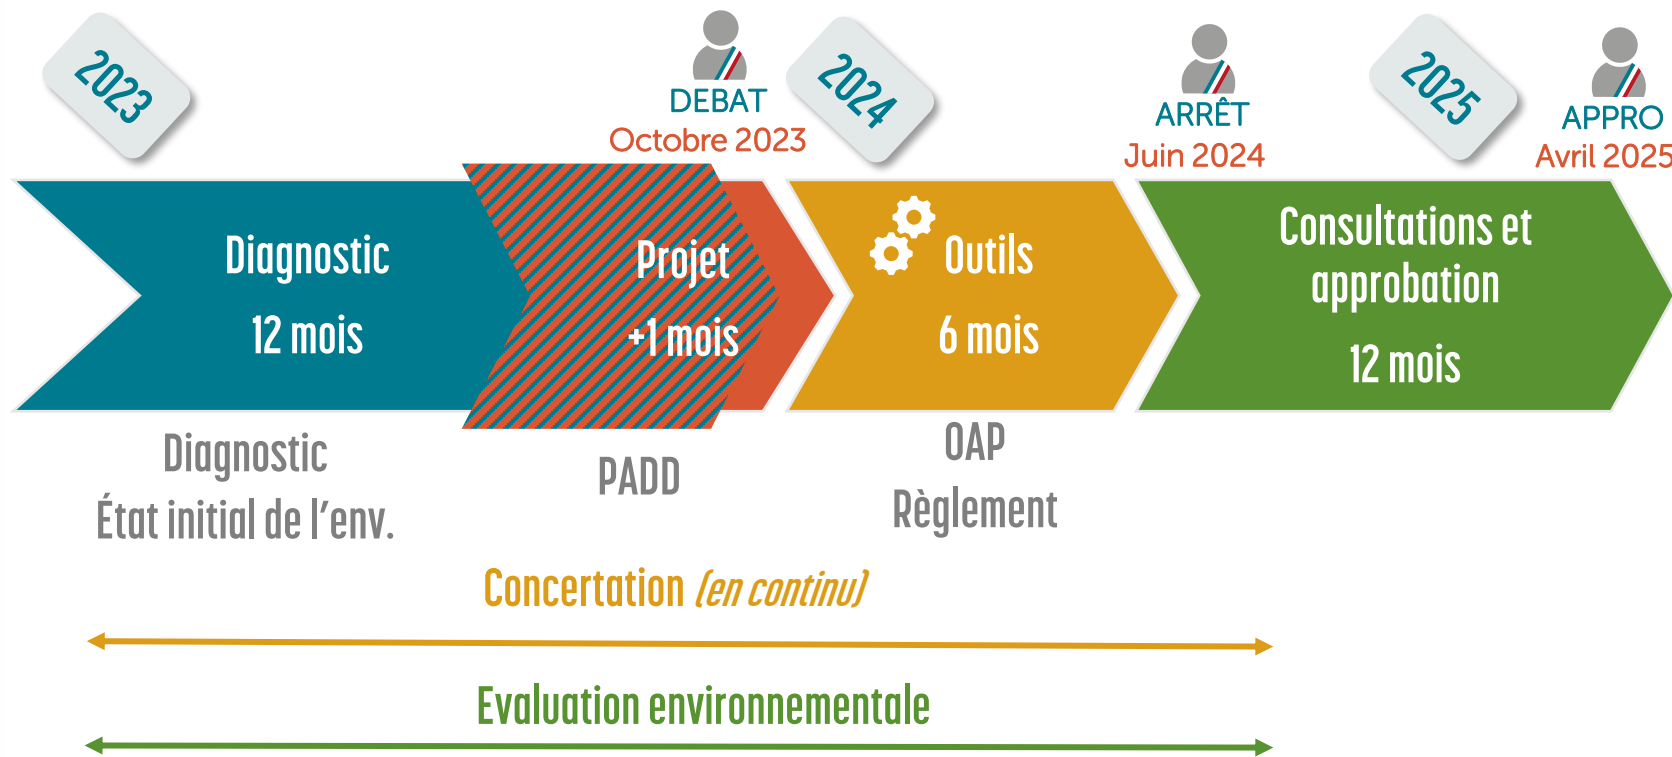 2023
DEBAT
Octobre 2023
2024
ARRÊT
Juin 2024
2025
APPRO
Avril 2025
Diagnostic
12 mois
Projet
+1 mois
Outils
6 mois
Consultations et
approbation
12 mois
Diagnostic
État initial de l'env.
PADD
OAP
Règlement
Concertation (en continu)
Evaluation environnementale